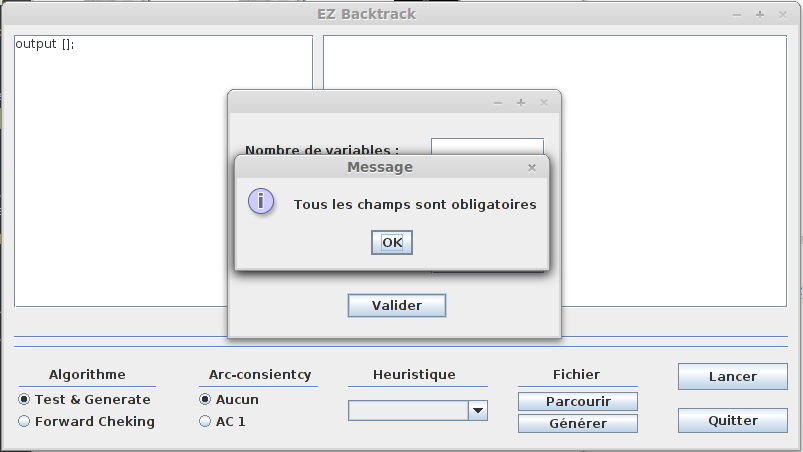 EZ Backtrack
output [];
Nombre de variables :
Message
Tous les champs sont obligatoires
OK
Valider
Algorithme
Arc-consientcy
Heuristique
Fichier
Lancer
Test & Generate
Aucun
Parcourir
Forward Cheking
AC 1
Générer
Quitter